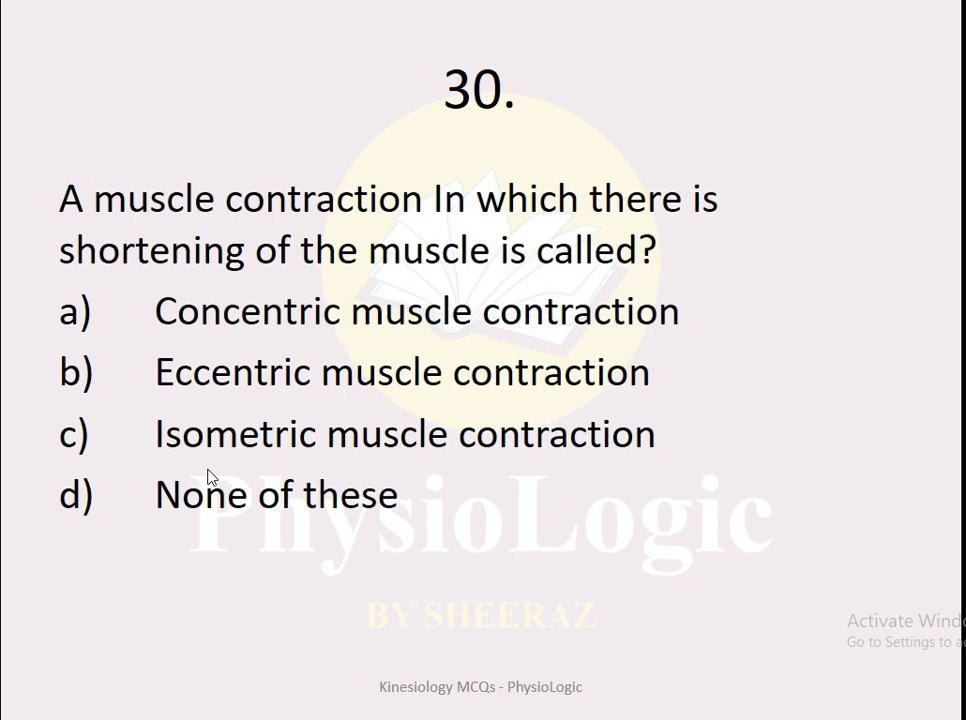 30.
A muscle contraction In which there is
shortening of the muscle is called?
a) Concentric muscle contraction
b) Eccentric muscle contraction
c) Isometric muscle contraction
d) None of these
PhysioLogic
BY SHEERAZ
Activate Wind
Go to Settings to a
Kinesiology MCQs - PhysioLogic